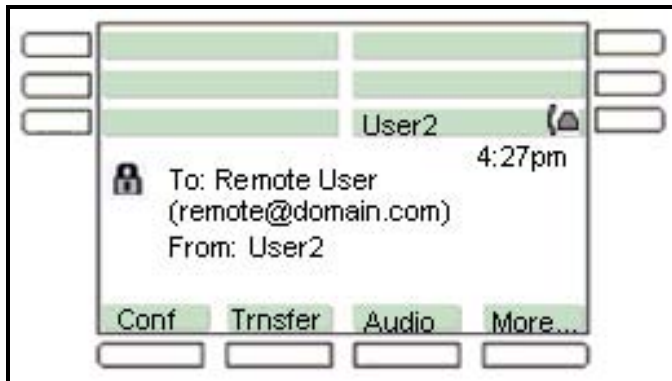 User2
4:27pm
To: Remote User
(remote@domain.com)
From: User2
Conf Trnsfer Audio More...